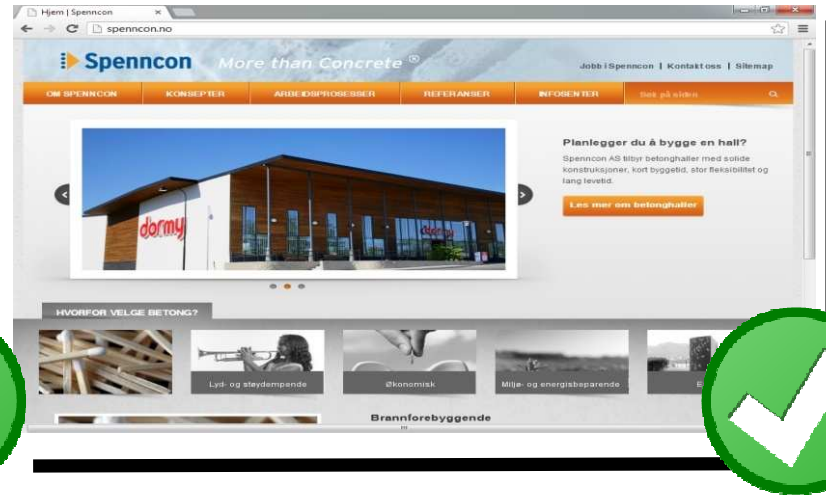 Hjem | Spenncon
spenncon.no
Spenncon More than Concrete ®
Jobb i Spenncon | Kontakt oss | Sitemap
OM SPENNCON KONSEPTER ARBEIDSPROSESSER REFERANSER INFOSENTER Søk på siden
Planlegger du å bygge en hall?
Spenncon AS tilbyr betonghaller med solide
konstruksjoner, kort byggetid, stor fleksibilitet og
lang levetid.
Les mer om betonghaller
dormy
dormy
HVORFOR VELGE BETONG?
Lyd- og støydempende
Økonomisk
Miljø- og energisbeparende
Brannforebyggende